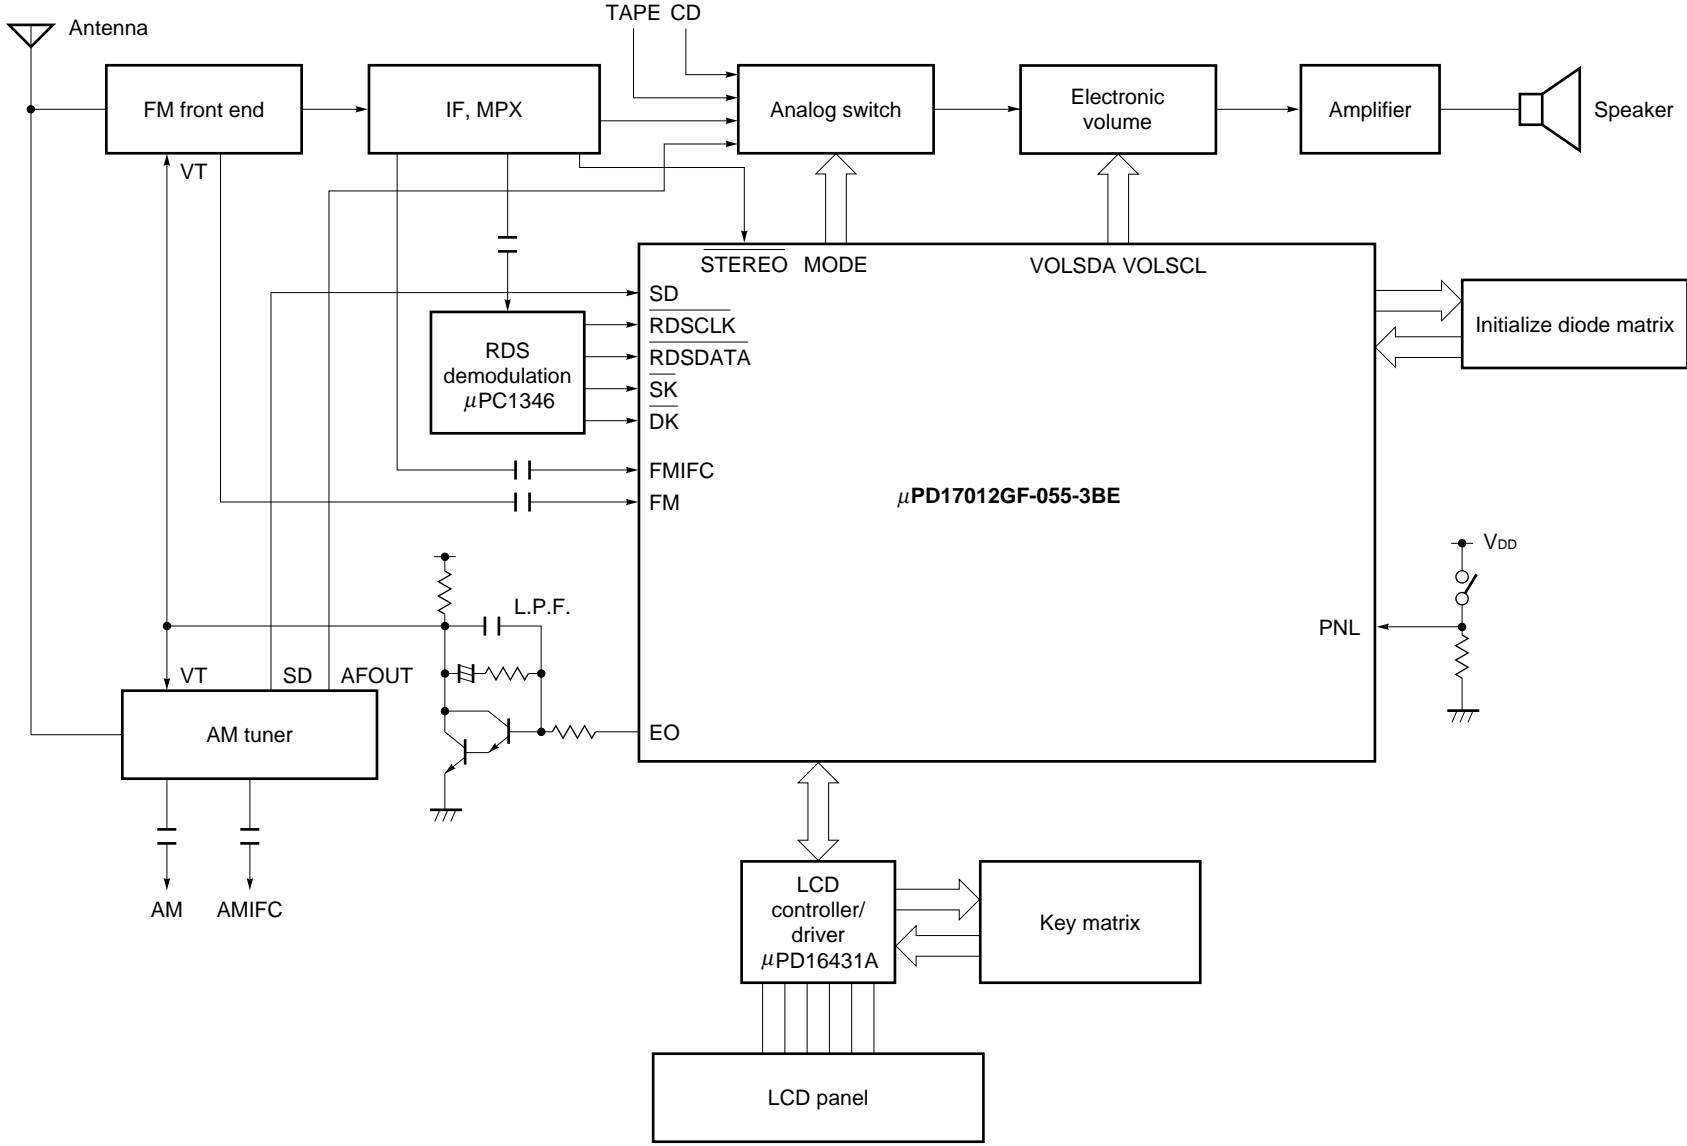 TAPE CD
Antenna
FM front end
IF, MPX
Analog switch
Electronic
volume
Amplifier
Speaker
VT
STEREO MODE
VOLSDA VOLSCL
SD
RDSCLK
RDSDATA
SK
DK
FMIFC
FM
RDS
demodulation
μPC1346
Initialize diode matrix
μPD17012GF-055-3BE
VDD
L.P.F.
PNL
VT
SD
AFOUT
AM tuner
EO
AM
AMIFC
LCD
controller/
driver
μPD16431A
Key matrix
LCD panel